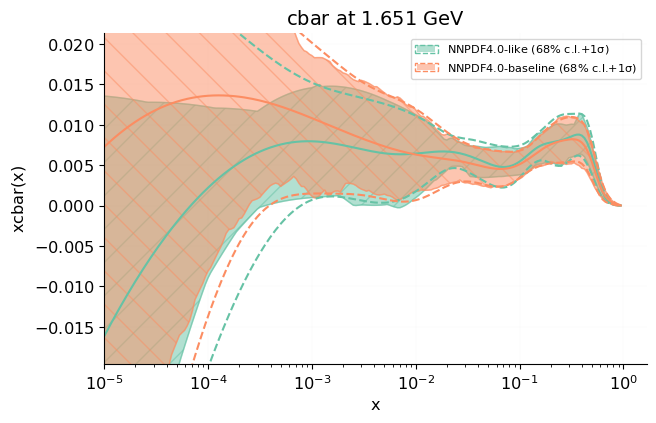 cbar at 1.651 GeV
NNPDF4.0-like (68% c.l.+1σ)
NNPDF4.0-baseline (68% c.l.+1σ)
0.020
0.015
0.010
0.005
0.000
−0.005
−0.010
−0.015
xcbar(x)
10⁻⁵ 10⁻⁴ 10⁻³ 10⁻² 10⁻¹ 10⁰
x